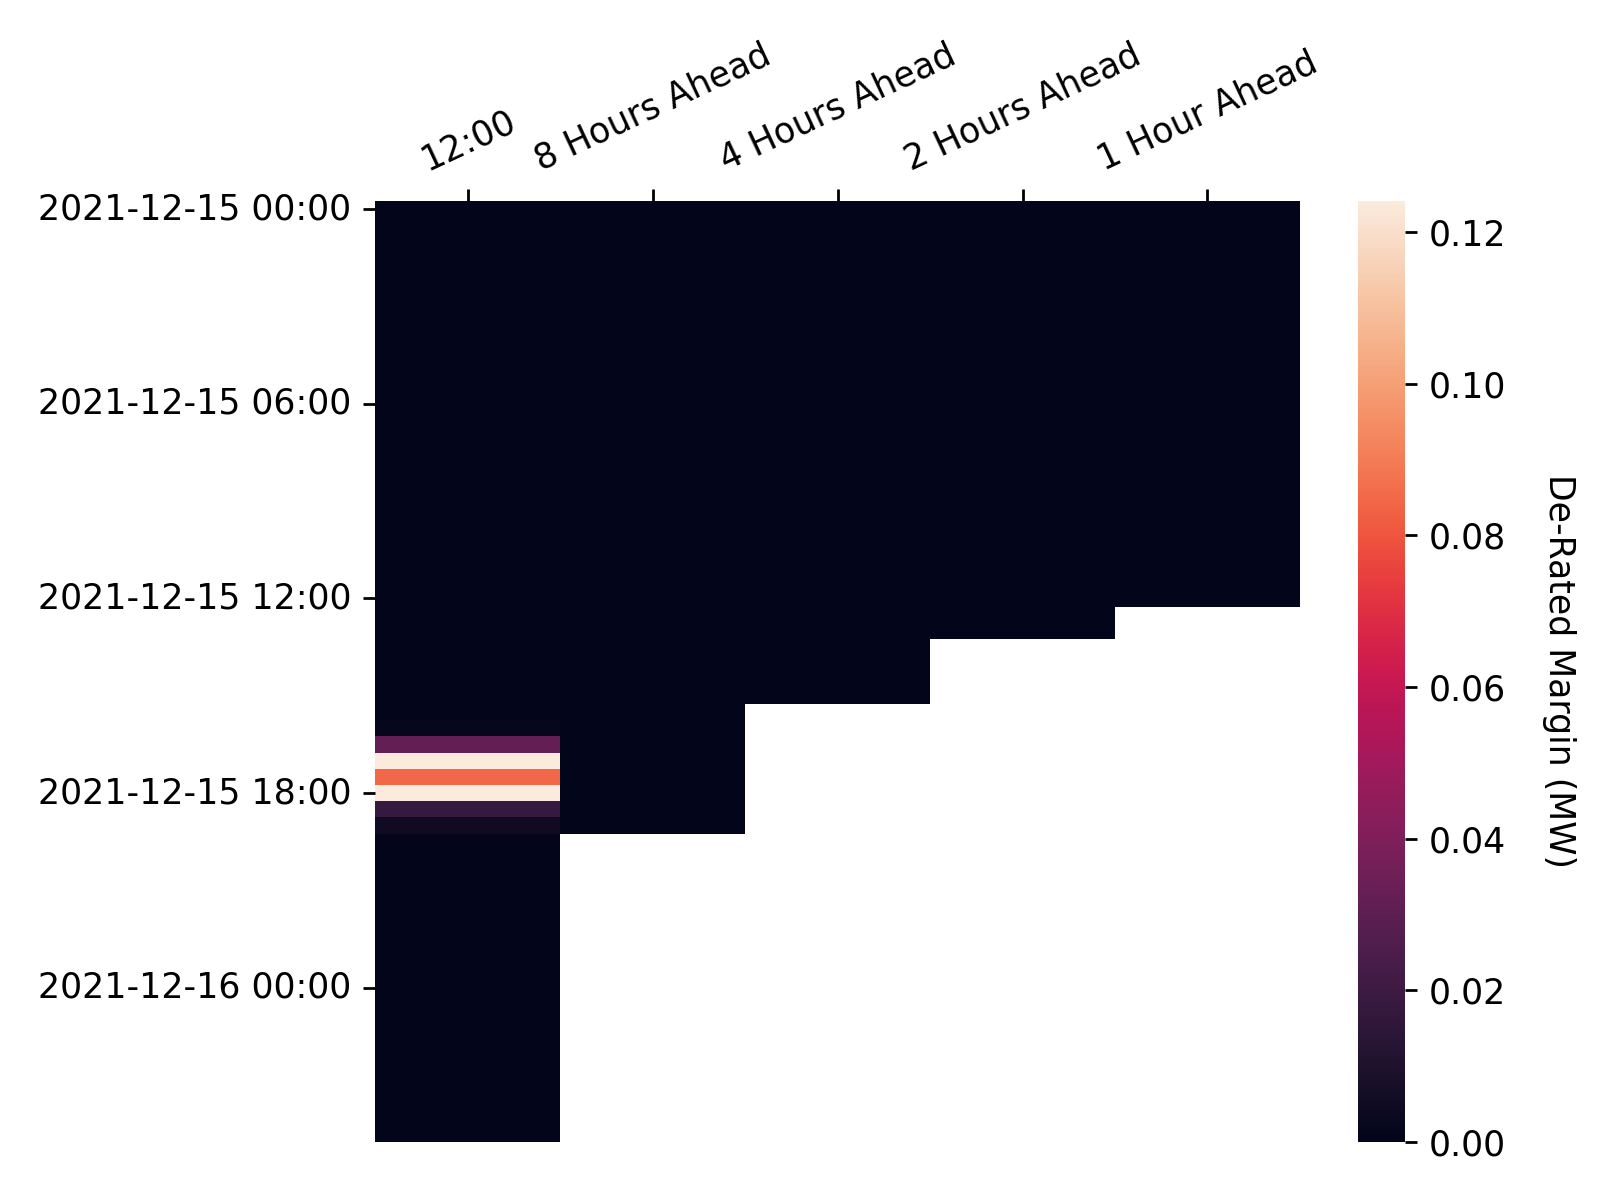 12:00
8 Hours Ahead
4 Hours Ahead
2 Hours Ahead
1 Hour Ahead
2021-12-15 00:00
2021-12-15 06:00
2021-12-15 12:00
2021-12-15 18:00
2021-12-16 00:00
0.12
0.10
0.08
0.06
0.04
0.02
0.00
De-Rated Margin (MW)